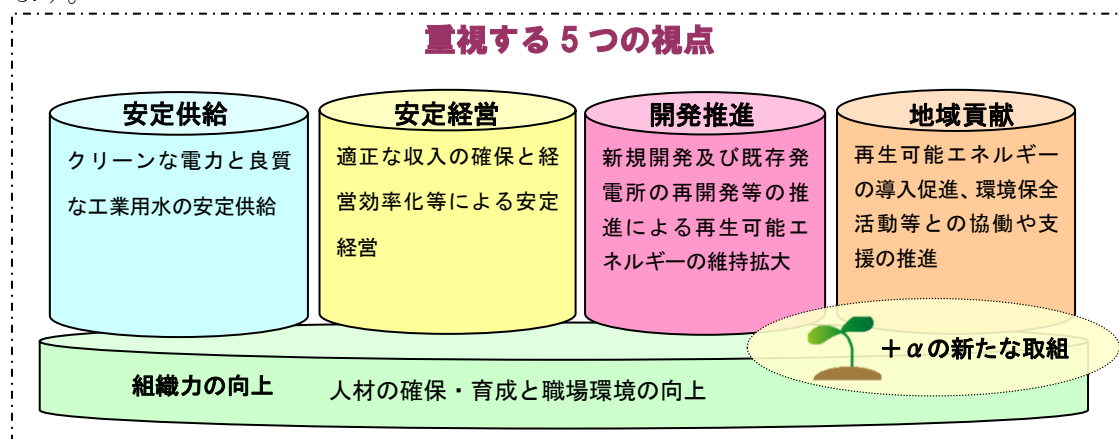 重視する 5 つの視点
安定供給
クリーンな電力と良質
な工業用水の安定供給
安定経営
適正な収入の確保と経
営効率化等による安定
経営
開発推進
新規開発及び既存発
電所の再開発等の推
進による再生可能エ
ネルギーの維持拡大
地域貢献
再生可能エネルギー
の導入促進、環境保全
活動等との協働や支
援の推進
＋αの新たな取組
組織力の向上 人材の確保・育成と職場環境の向上